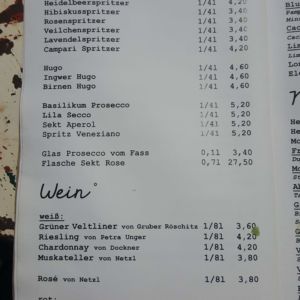 Heidelbeerspritzer 1/4l 4,20
Hibiskusspritzer 1/4l 3,40
Rosenspritzer 1/4l 3,40
Veilchenspritzer 1/4l 3,40
Lavendelspritzer 1/4l 3,40
Campari Spritzer 1/4l 4,20
Hugo 1/4l 4,60
Ingwer Hugo 1/4l 4,60
Birnen Hugo 1/4l 4,60
Basilikum Prosecco 1/4l 5,20
Lila Secco 1/4l 5,20
Sekt Aperol 1/4l 5,20
Spritz Veneziano 1/4l 5,20
Glas Prosecco vom Fass 0,1l 3,40
Flasche Sekt Rose 0,7l 27,50
Wein
weiß:
Grüner Veltliner von Gruber Röschitz 1/8l 3,60
Riesling von Petra Unger 1/8l 4,20
Chardonnay von Dockner 1/8l 4,20
Muskateller von Netzl 1/8l 3,80
Rosé von Netzl 1/8l 3,80
rot: